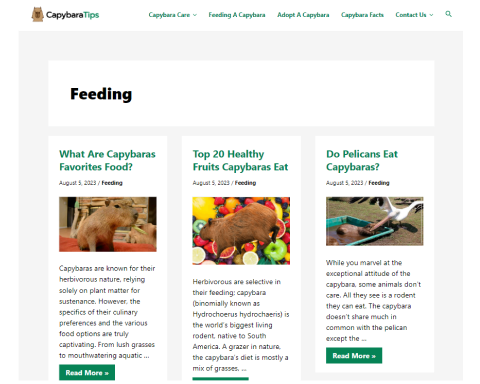 CapybaraTips
Capybara Care Feeding A Capybara Adopt A Capybara Capybara Facts Contact Us
Feeding
What Are Capybaras
Favorites Food?
August 5, 2023 / Feeding
Capybaras are known for their
herbivorous nature, relying
solely on plant matter for
sustenance. However, the
specifics of their culinary
preferences and the various
food options are truly
captivating. From lush grasses
to mouthwatering aquatic ...
Read More »
Top 20 Healthy
Fruits Capybaras Eat
August 5, 2023 / Feeding
Herbivorous are selective in
their feeding; capybara
(binomially known as
Hydrochoerus hydrochaeris) is
the world's biggest living
rodent, native to South
America. A grazer in nature,
the capybara's diet is mostly a
mix of grasses, ...
Do Pelicans Eat
Capybaras?
August 5, 2023 / Feeding
While you marvel at the
exceptional attitude of the
capybara, some animals don't
care. All they see is a rodent
they can eat. The capybara
doesn't share much in
common with the pelican
except the ...
Read More »